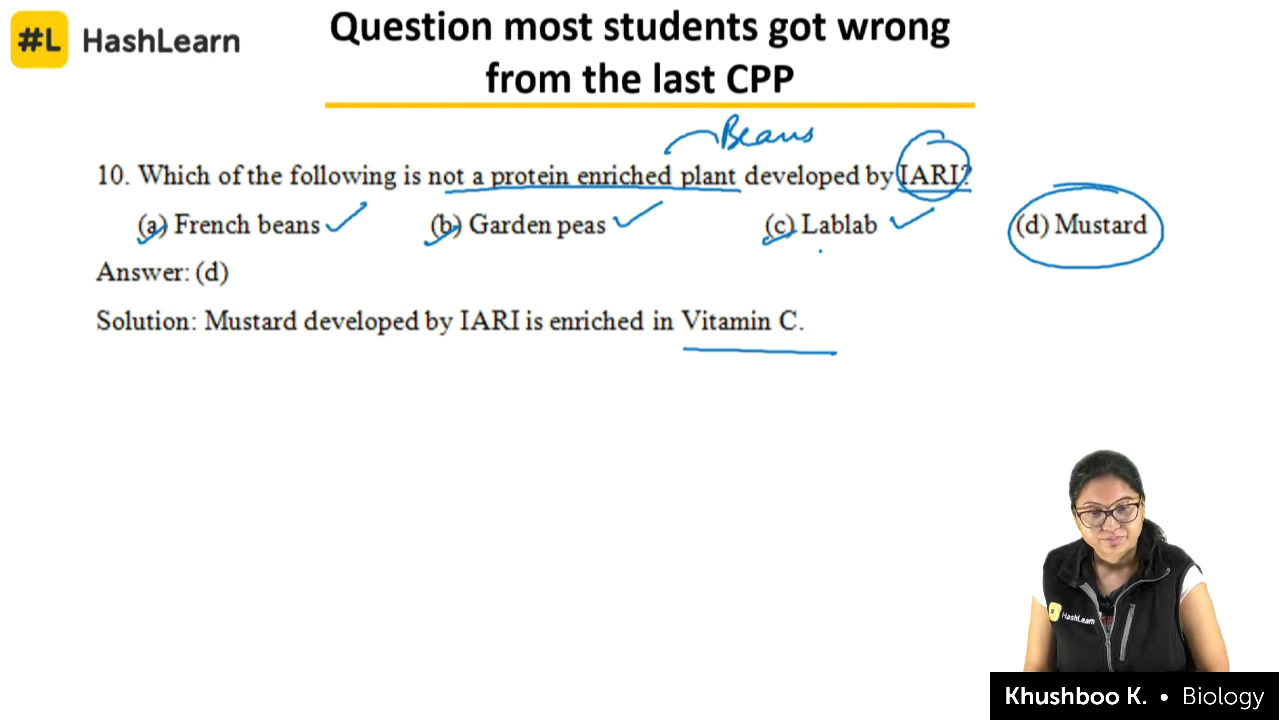 #L HashLearn
Question most students got wrong
from the last CPP
Beans
10. Which of the following is not a protein enriched plant developed by IARI?
(a) French beans (b) Garden peas (c) Lablab (d) Mustard
Answer: (d)
Solution: Mustard developed by IARI is enriched in Vitamin C.
HashLearn
Khushboo K. • Biology